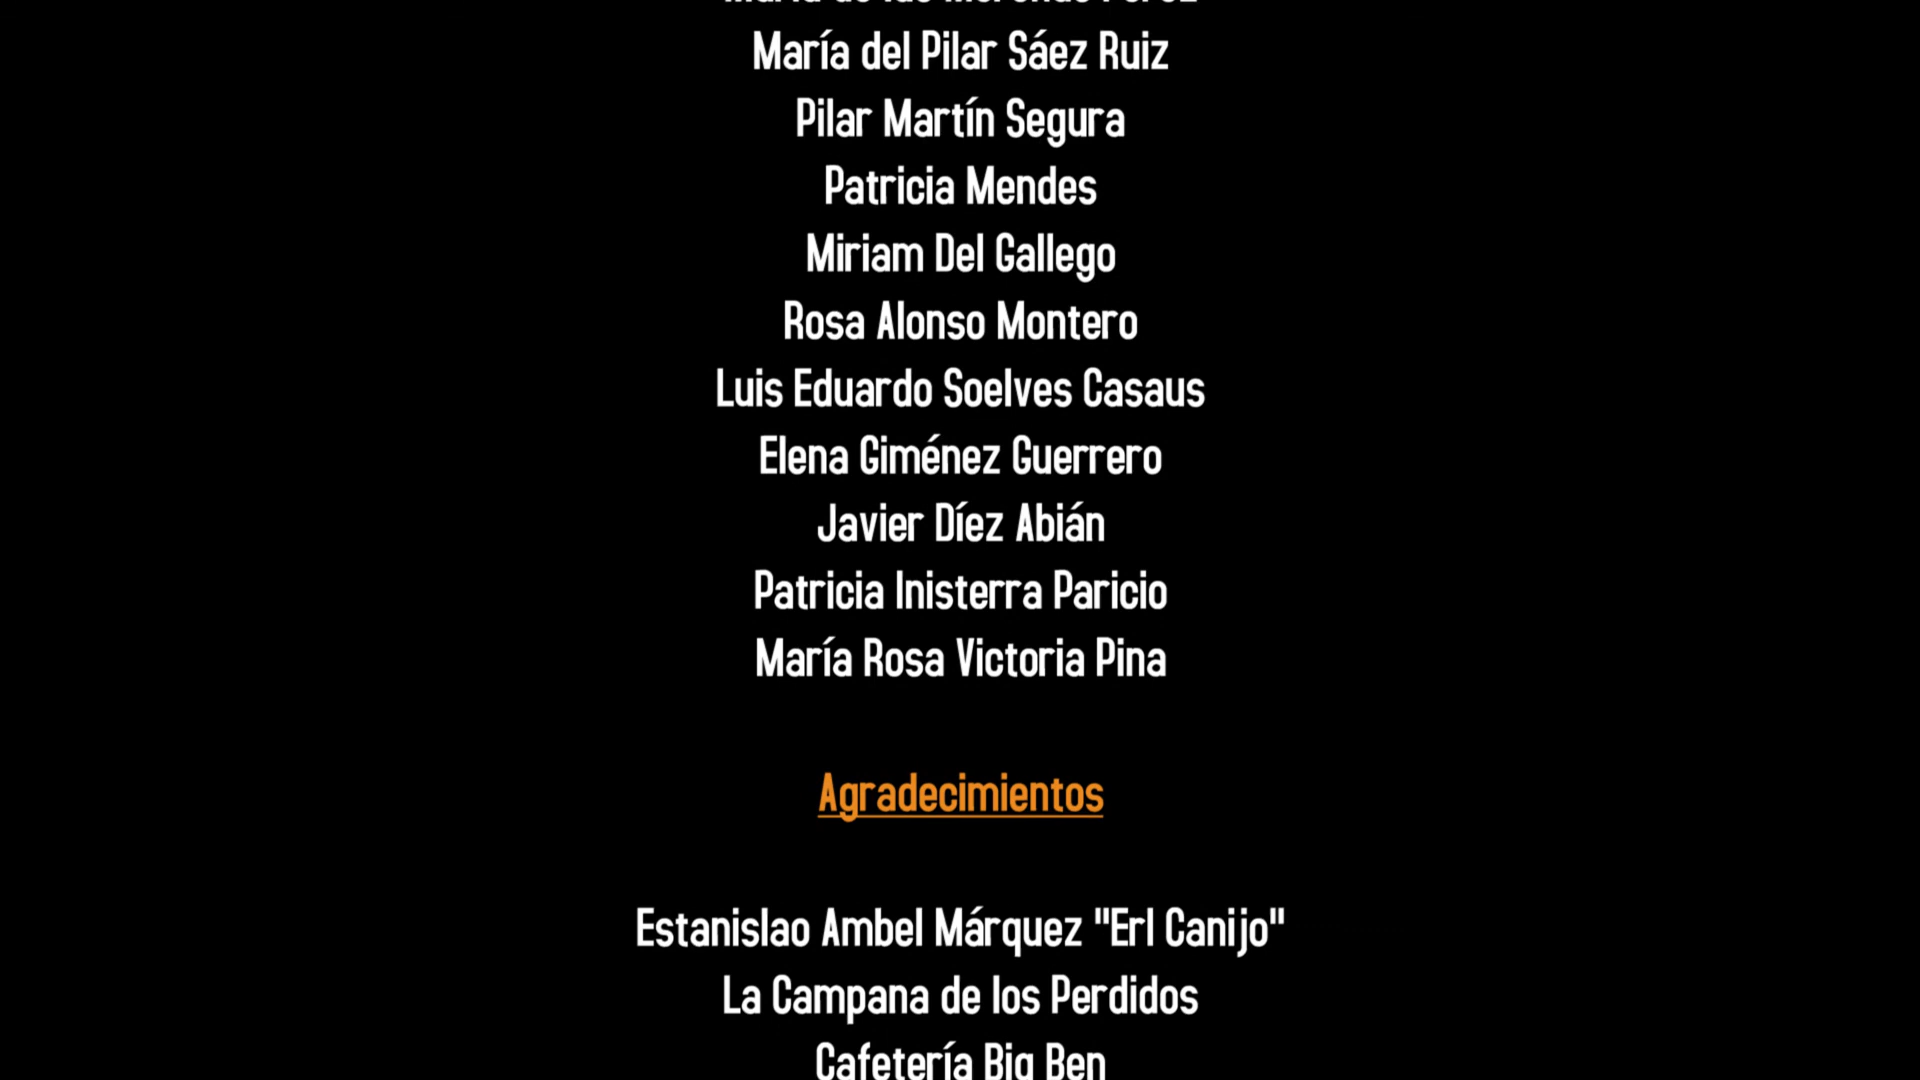 María del Pilar Sáez Ruiz
Pilar Martín Segura
Patricia Mendes
Miriam Del Gallego
Rosa Alonso Montero
Luis Eduardo Soelves Casaus
Elena Giménez Guerrero
Javier Díez Abián
Patricia Inisterra Paricio
María Rosa Victoria Pina
Agradecimientos
Estanislao Ambel Márquez "Erl Canijo"
La Campana de los Perdidos
Cafetería Big Ben